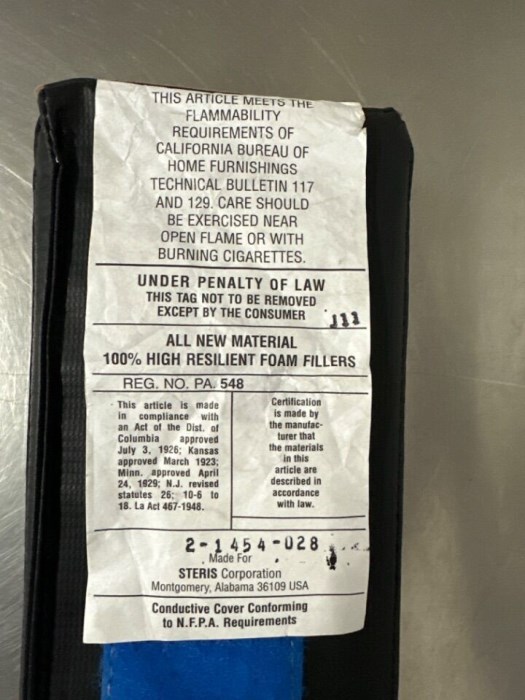 THIS ARTICLE MEETS THE
FLAMMABILITY
REQUIREMENTS OF
CALIFORNIA BUREAU OF
HOME FURNISHINGS
TECHNICAL BULLETIN 117
AND 129. CARE SHOULD
BE EXERCISED NEAR
OPEN FLAME OR WITH
BURNING CIGARETTES.
UNDER PENALTY OF LAW
THIS TAG NOT TO BE REMOVED
EXCEPT BY THE CONSUMER
ALL NEW MATERIAL
100% HIGH RESILIENT FOAM FILLERS
REG. NO. PA. 548
This article is made
in compliance with
an Act of the Dist. of
Columbia approved
July 3, 1926; Kansas
approved March 1923;
Minn. approved April
24, 1929; N.J. revised
statutes 26; 10-6 to
18. La Act 467-1948.
Certification
is made by
the manufac-
turer that
the materials
in this
article are
described in
accordance
with law.
2-1454-028
Made For
STERIS Corporation
Montgomery, Alabama 36109 USA
Conductive Cover Conforming
to N.F.P.A. Requirements